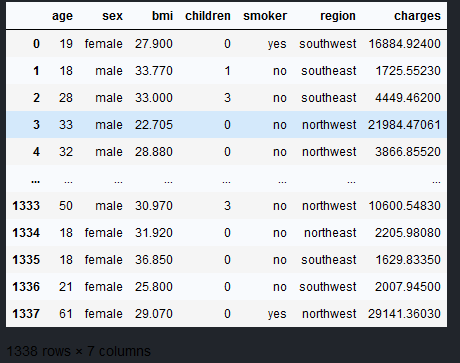 age sex bmi children smoker region charges
0 19 female 27.900 0 yes southwest 16884.92400
1 18 male 33.770 1 no southeast 1725.55230
2 28 male 33.000 3 no southeast 4449.46200
3 33 male 22.705 0 no northwest 21984.47061
4 32 male 28.880 0 no northwest 3866.85520
... ... ... ... ... ... ... ...
1333 50 male 30.970 3 no northwest 10600.54830
1334 18 female 31.920 0 no northeast 2205.98080
1335 18 female 36.850 0 no southeast 1629.83350
1336 21 female 25.800 0 no southwest 2007.94500
1337 61 female 29.070 0 yes northwest 29141.36030
1338 rows × 7 columns